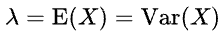 λ = E(X) = Var(X)